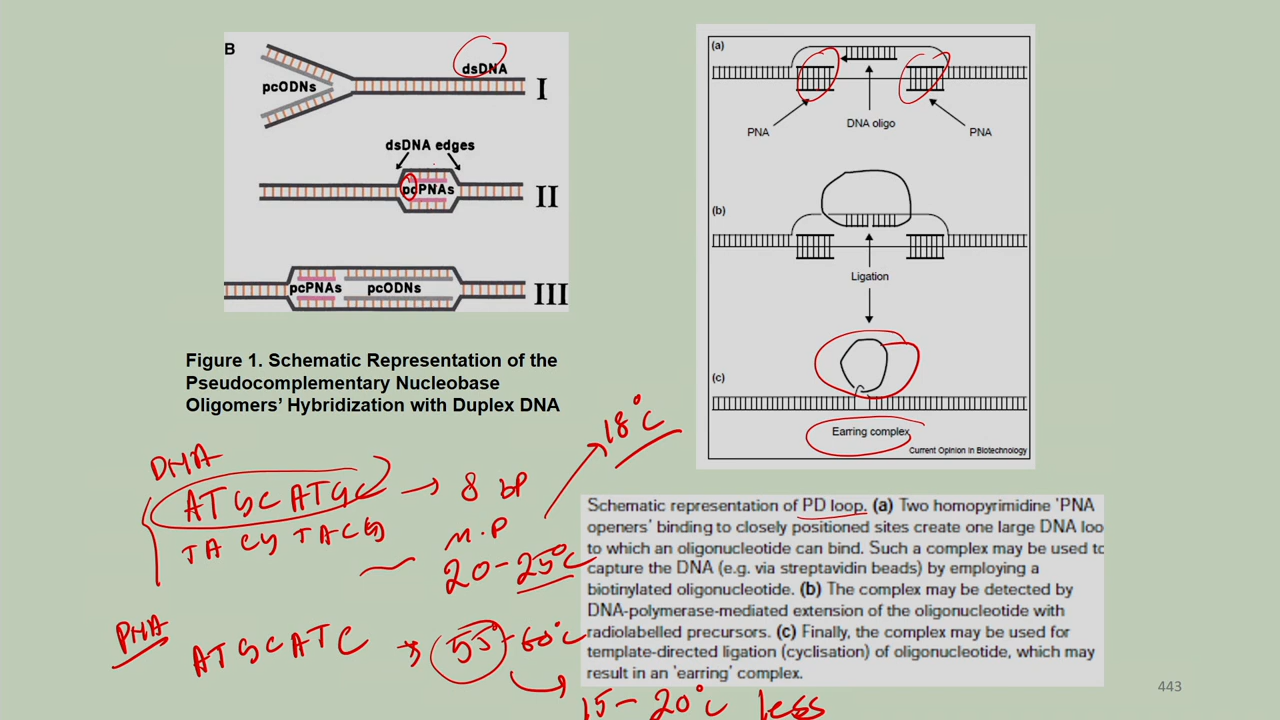 B
dsDNA
pcODNs
I
dsDNA edges
pcPNAs
II
pcPNAs
pcODNs
III
Figure 1. Schematic Representation of the
Pseudocomplementary Nucleobase
Oligomers' Hybridization with Duplex DNA
(a)
PNA
DNA oligo
PNA
(b)
Ligation
(c)
Earring complex
Current Opinion in Biotechnology
Schematic representation of PD loop. (a) Two homopyrimidine 'PNA
openers' binding to closely positioned sites create one large DNA loo
to which an oligonucleotide can bind. Such a complex may be used to
capture the DNA (e.g. via streptavidin beads) by employing a
biotinylated oligonucleotide. (b) The complex may be detected by
DNA-polymerase-mediated extension of the oligonucleotide with
radiolabelled precursors. (c) Finally, the complex may be used for
template-directed ligation (cyclisation) of oligonucleotide, which may
result in an 'earring' complex.
18°C
DNA
ATGCATGC → 8 bP
TACGTACG
M.P
20-25°C
PNA
ATGCATC → 55°-60°C
15-20°C less
443